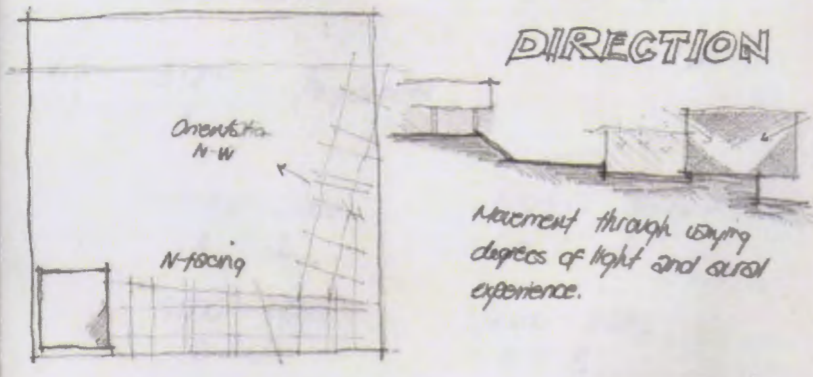 DIRECTION
Orientation
N-W
N-facing
Movement through varying
degrees of light and aural
experience.